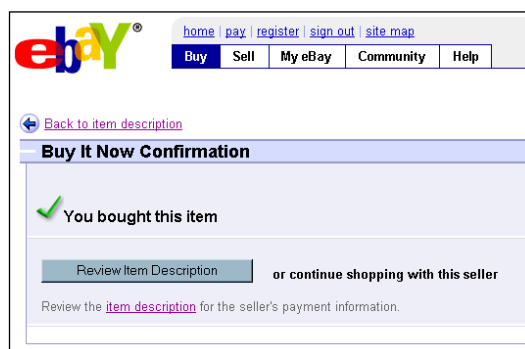 ebaY®
home | pay | register | sign out | site map
Buy Sell My eBay Community Help
Back to item description
Buy It Now Confirmation
You bought this item
Review Item Description or continue shopping with this seller
Review the item description for the seller's payment information.